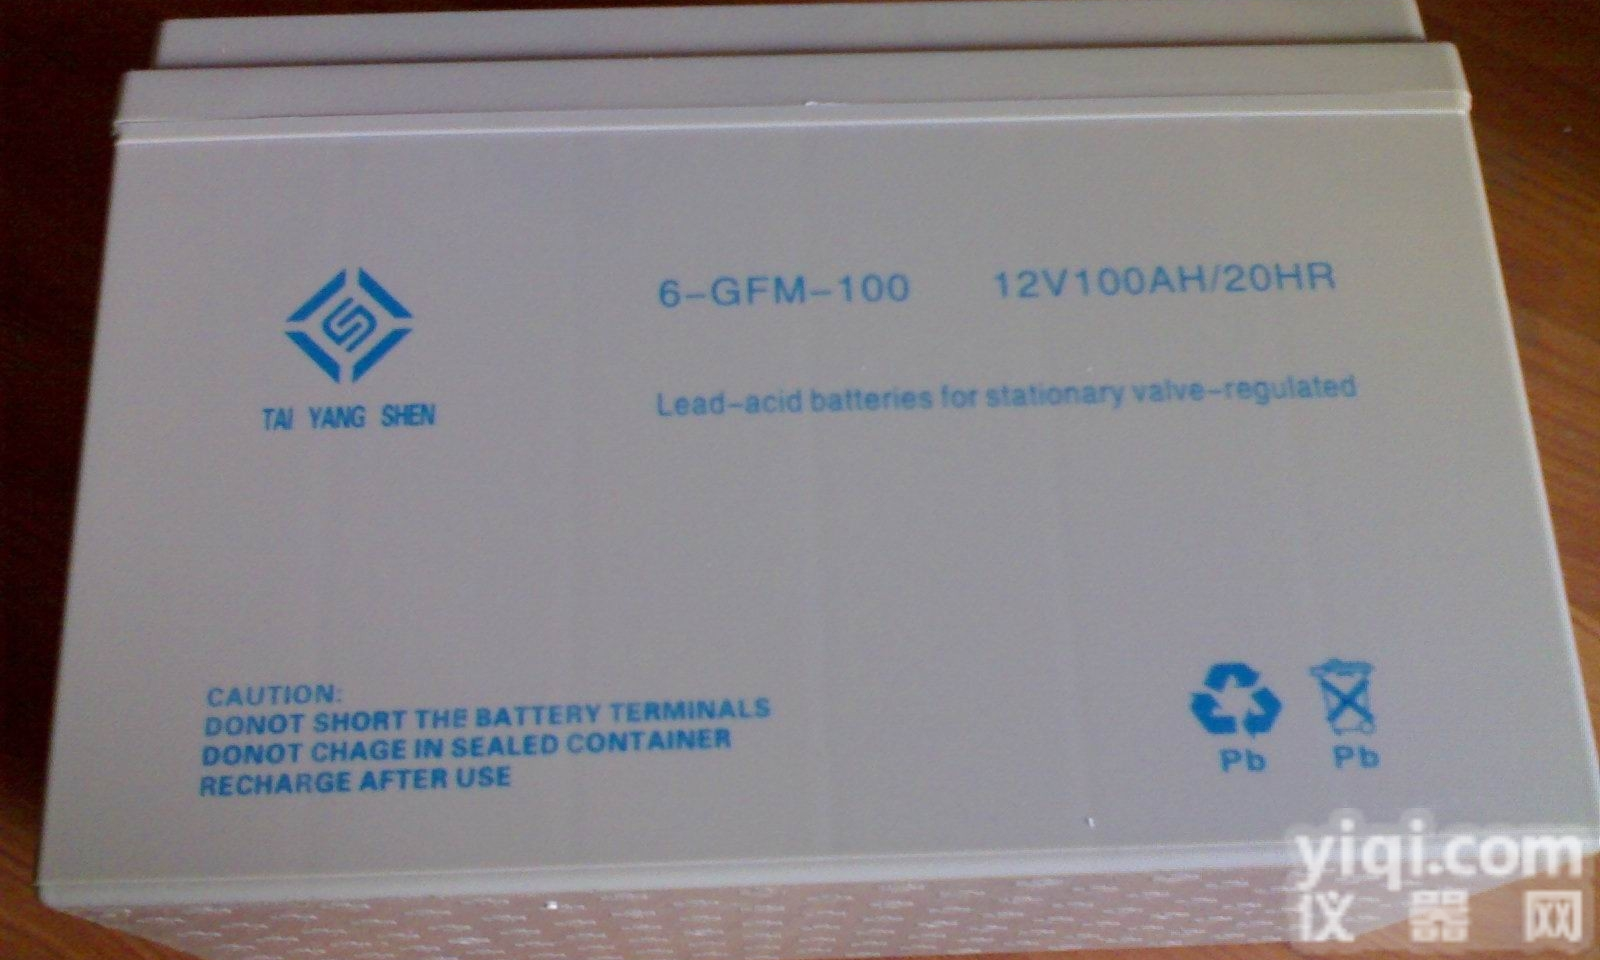 6-GFM-100 12V100AH/20HR
TAI YANG SHEN
Lead-acid batteries for stationary valve-regulated
CAUTION:
DONOT SHORT THE BATTERY TERMINALS
DONOT CHAGE IN SEALED CONTAINER
RECHARGE AFTER USE
Pb Pb
yiqi.com
仪器网